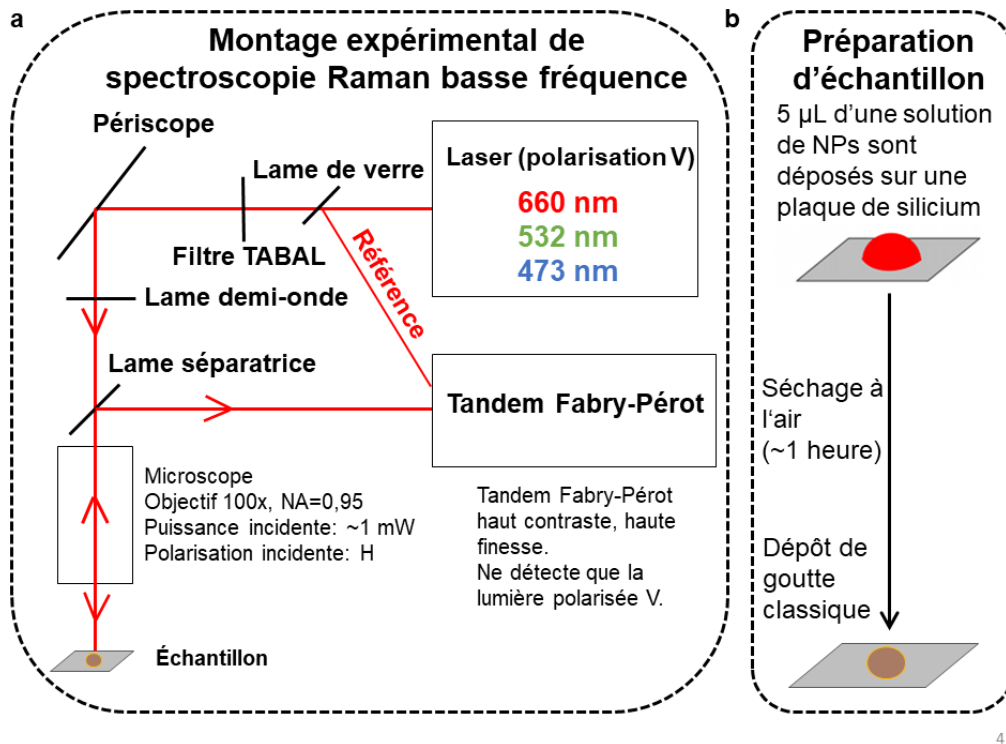 a
Montage expérimental de
spectroscopie Raman basse fréquence
Périscope
Lame de verre
Laser (polarisation V)
660 nm
532 nm
473 nm
Filtre TABAL
Référence
Lame demi-onde
Lame séparatrice
Tandem Fabry-Pérot
Microscope
Objectif 100x, NA=0,95
Puissance incidente: ~1 mW
Polarisation incidente: H
Tandem Fabry-Pérot
haut contraste, haute
finesse.
Ne détecte que la
lumière polarisée V.
Échantillon
b
Préparation
d’échantillon
5 µL d’une solution
de NPs sont
déposés sur une
plaque de silicium
Séchage à
l‘air
(~1 heure)
Dépôt de
goutte
classique
4